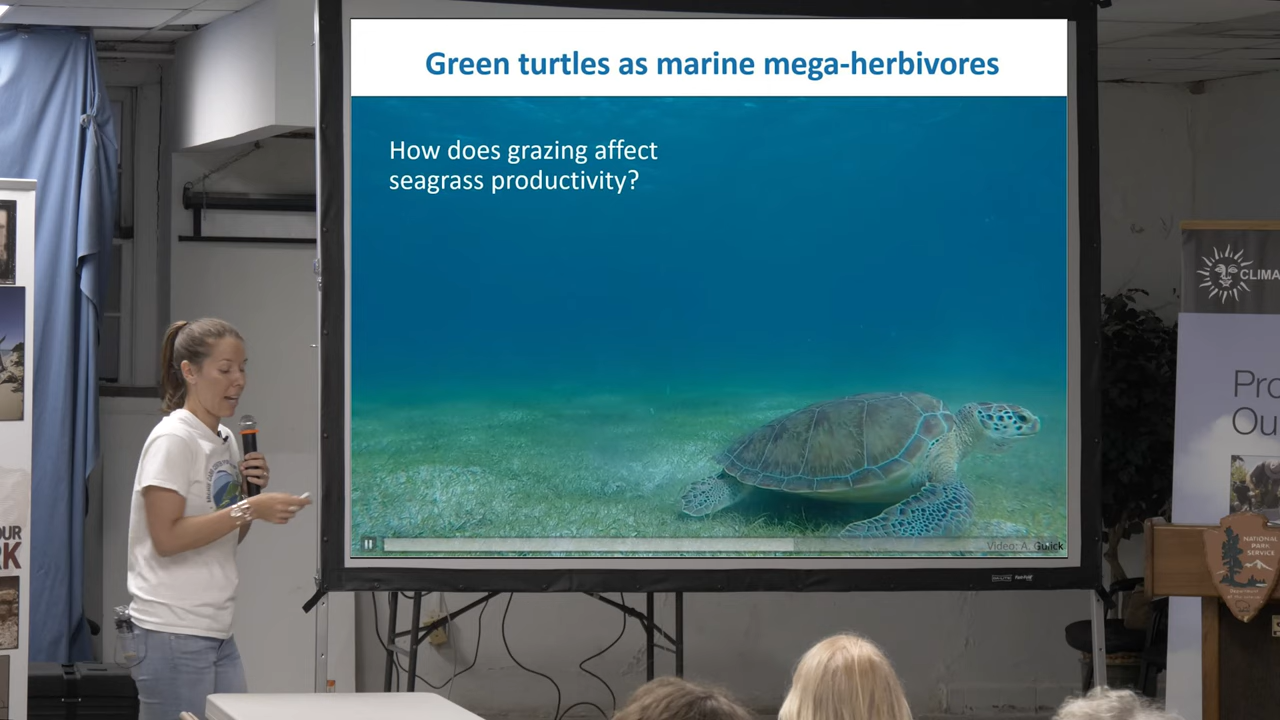 Green turtles as marine mega-herbivores
How does grazing affect
seagrass productivity?
Video: A. Gulick
CLIMA
Pro
Ou
NATIONAL
PARK
SERVICE
OUR
RK